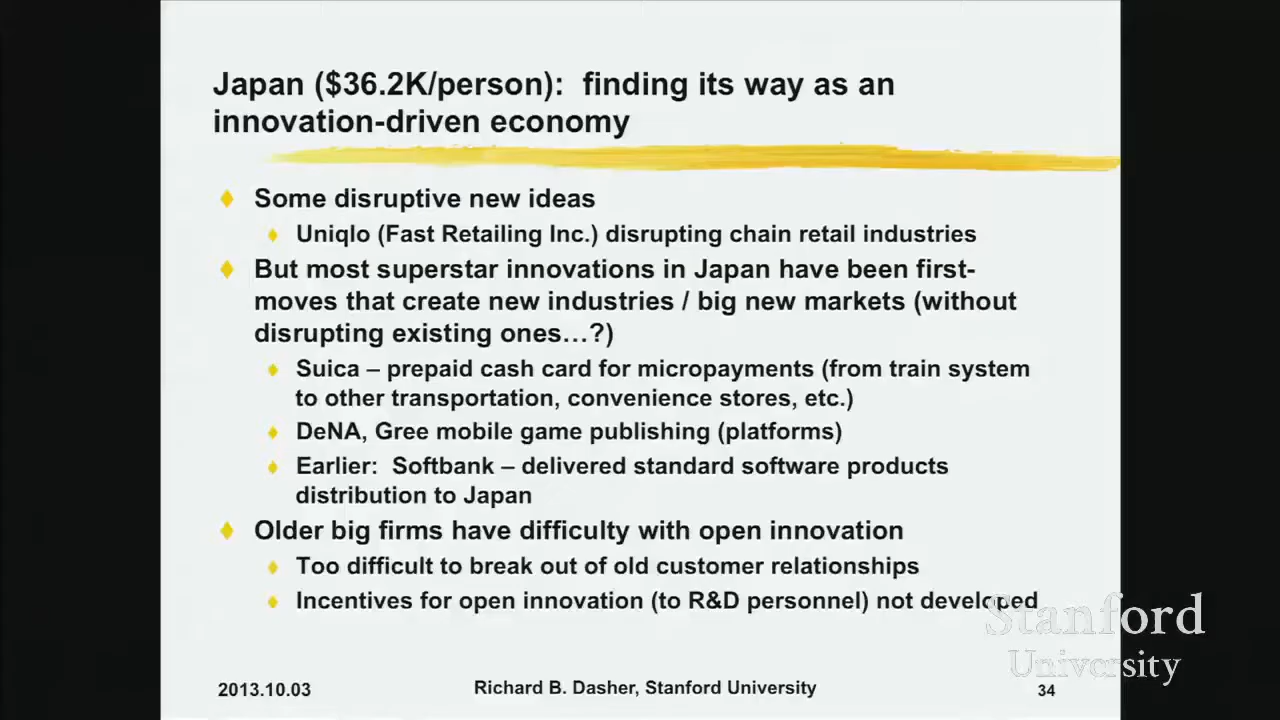 Japan ($36.2K/person): finding its way as an
innovation-driven economy
Some disruptive new ideas
Uniqlo (Fast Retailing Inc.) disrupting chain retail industries
But most superstar innovations in Japan have been first-
moves that create new industries / big new markets (without
disrupting existing ones…?)
Suica – prepaid cash card for micropayments (from train system
to other transportation, convenience stores, etc.)
DeNA, Gree mobile game publishing (platforms)
Earlier: Softbank – delivered standard software products
distribution to Japan
Older big firms have difficulty with open innovation
Too difficult to break out of old customer relationships
Incentives for open innovation (to R&D personnel) not developed
Stanford
University
2013.10.03
Richard B. Dasher, Stanford University
34